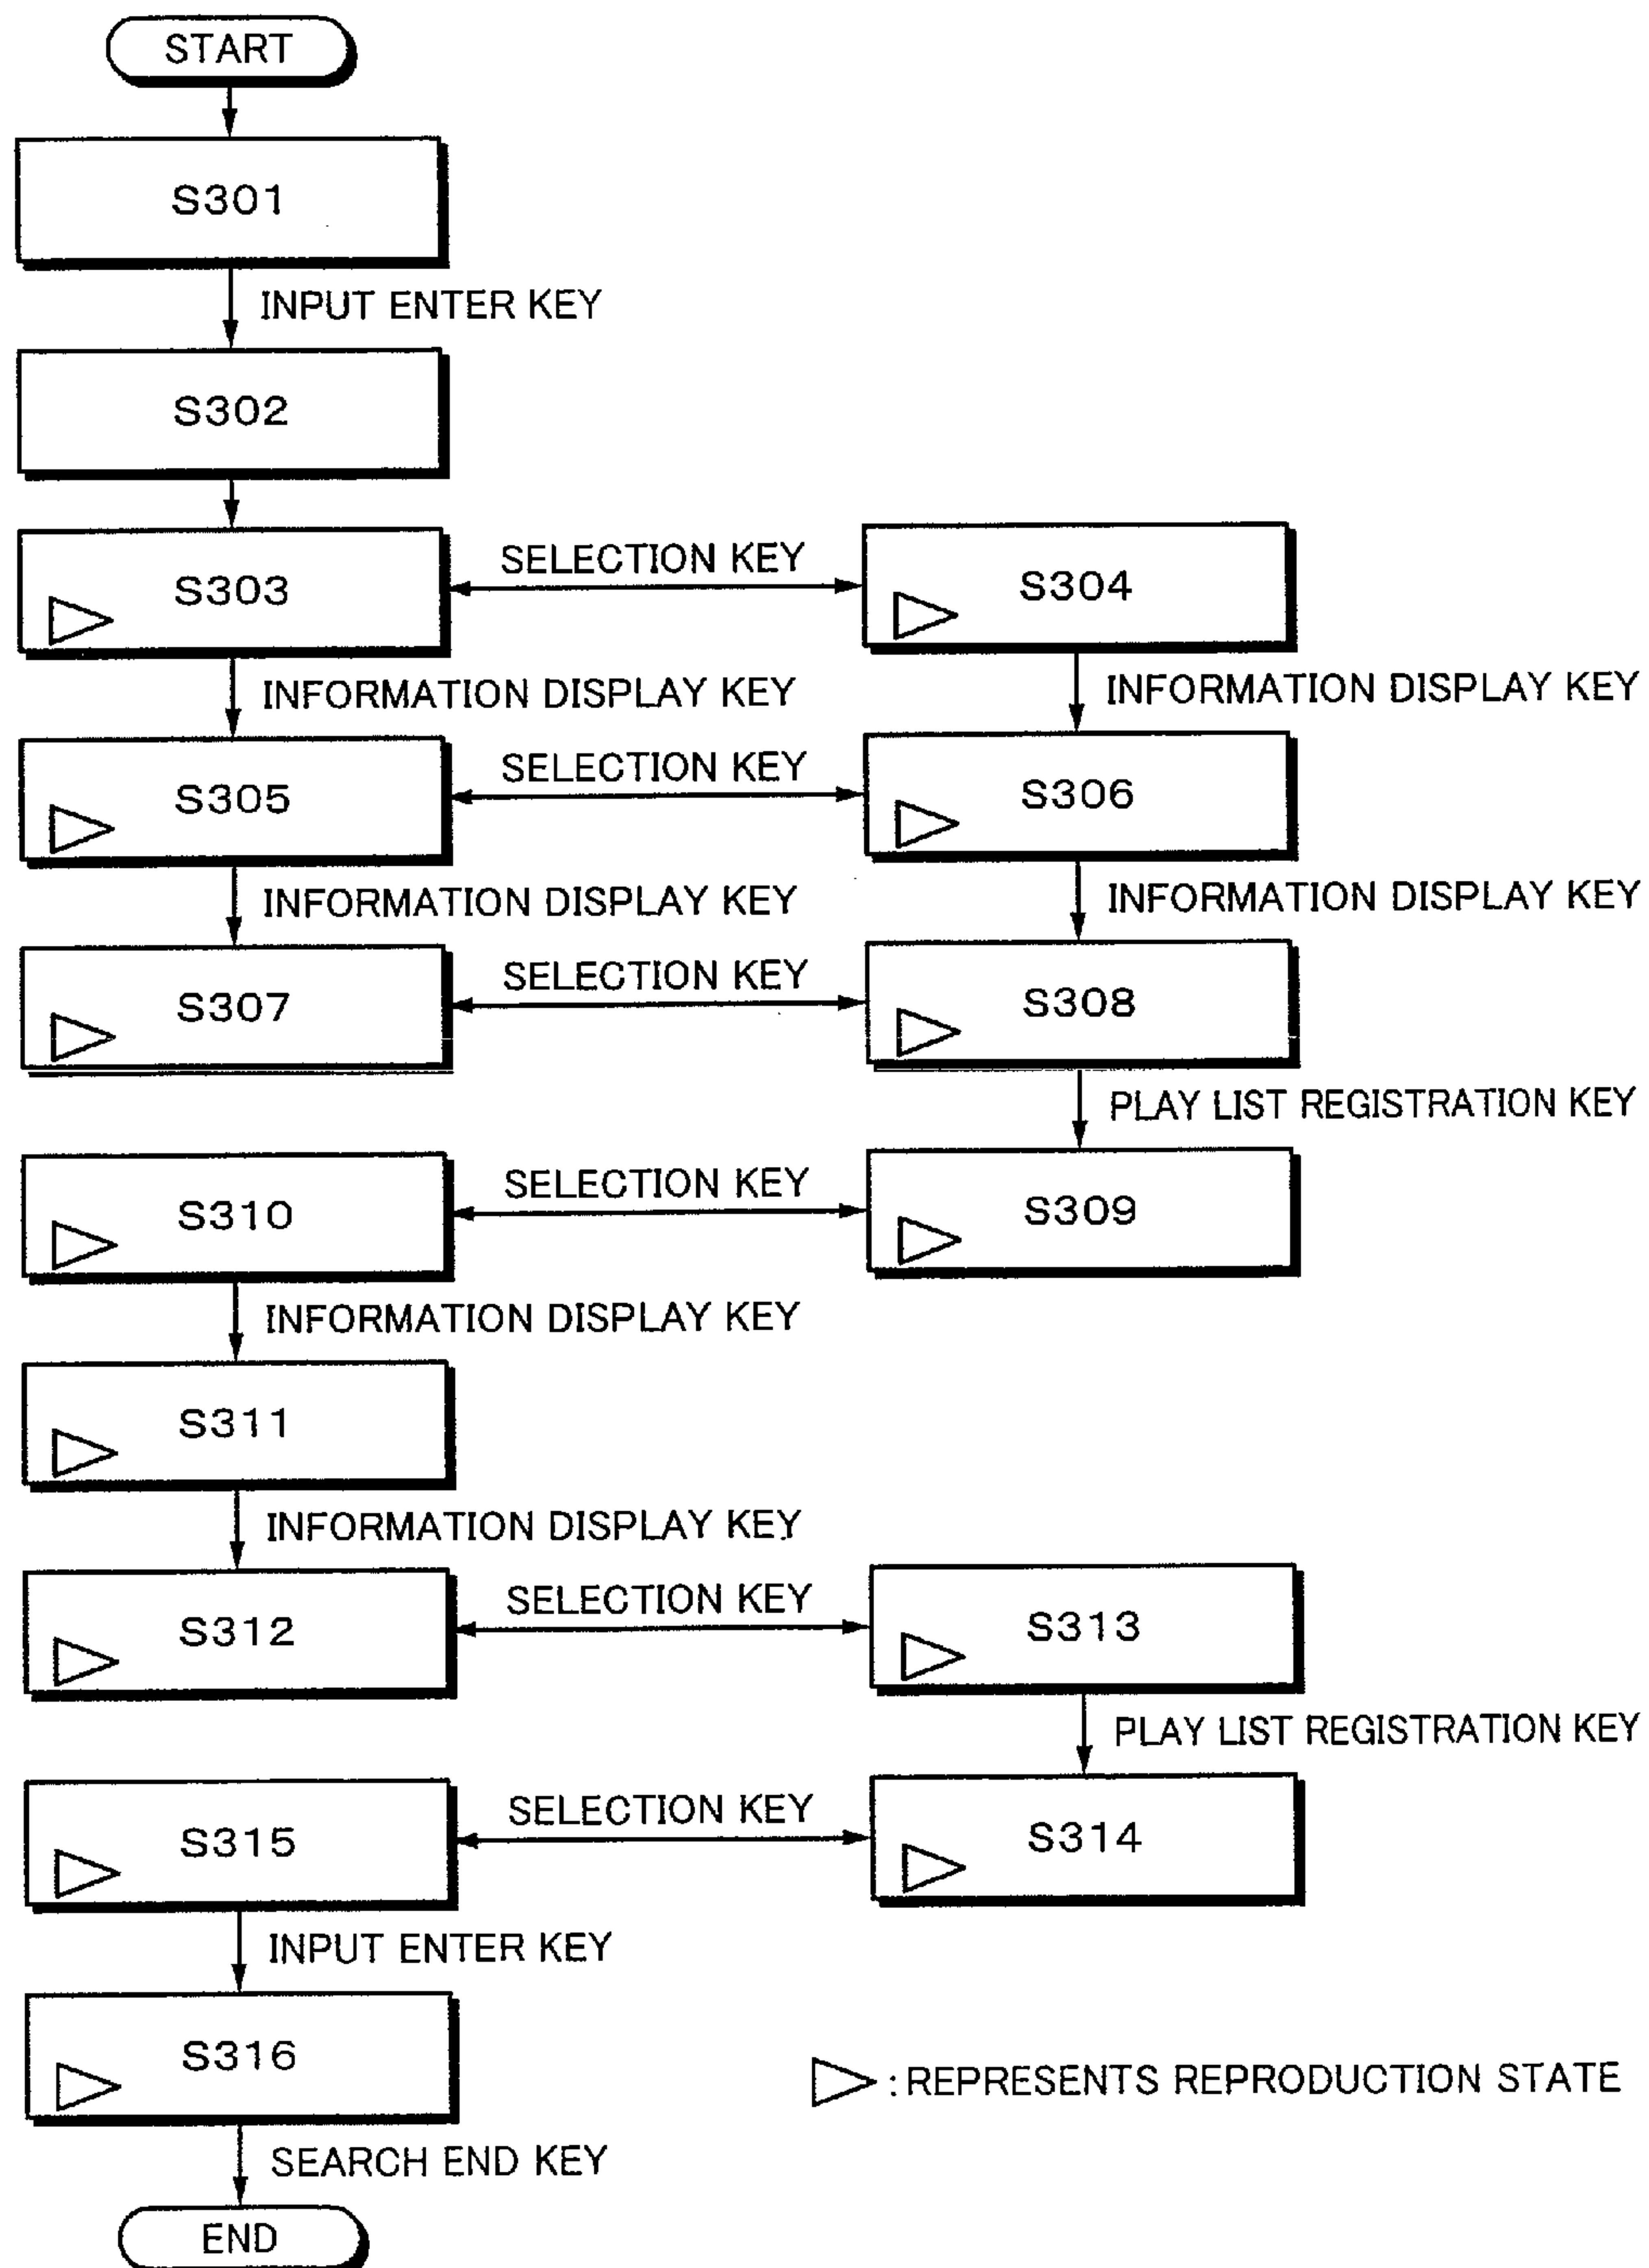 START
S301
INPUT ENTER KEY
S302
S303
SELECTION KEY
S304
INFORMATION DISPLAY KEY
INFORMATION DISPLAY KEY
S305
SELECTION KEY
S306
INFORMATION DISPLAY KEY
INFORMATION DISPLAY KEY
S307
SELECTION KEY
S308
PLAY LIST REGISTRATION KEY
S310
SELECTION KEY
S309
INFORMATION DISPLAY KEY
S311
INFORMATION DISPLAY KEY
S312
SELECTION KEY
S313
PLAY LIST REGISTRATION KEY
S315
SELECTION KEY
S314
INPUT ENTER KEY
S316
: REPRESENTS REPRODUCTION STATE
SEARCH END KEY
END